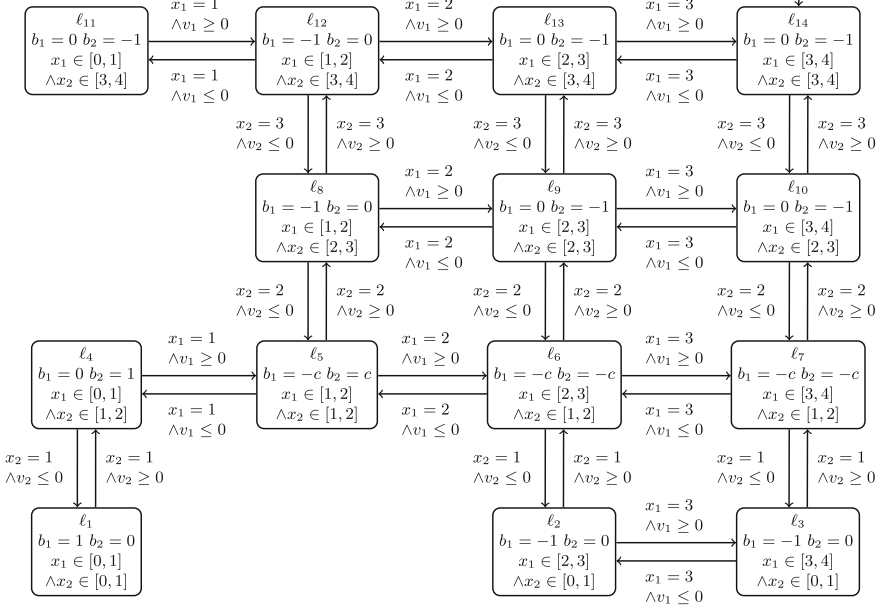 x₁ = 1
∧v₁ ≥ 0
x₁ = 2
∧v₁ ≥ 0
x₁ = 3
∧v₁ ≥ 0
ℓ₁₁
b₁ = 0 b₂ = −1
x₁ ∈ [0, 1]
∧x₂ ∈ [3, 4]
ℓ₁₂
b₁ = −1 b₂ = 0
x₁ ∈ [1, 2]
∧x₂ ∈ [3, 4]
ℓ₁₃
b₁ = 0 b₂ = −1
x₁ ∈ [2, 3]
∧x₂ ∈ [3, 4]
ℓ₁₄
b₁ = 0 b₂ = −1
x₁ ∈ [3, 4]
∧x₂ ∈ [3, 4]
x₁ = 1
∧v₁ ≤ 0
x₁ = 2
∧v₁ ≤ 0
x₁ = 3
∧v₁ ≤ 0
x₂ = 3
∧v₂ ≤ 0
x₂ = 3
∧v₂ ≥ 0
x₂ = 3
∧v₂ ≤ 0
x₂ = 3
∧v₂ ≥ 0
x₂ = 3
∧v₂ ≤ 0
x₂ = 3
∧v₂ ≥ 0
x₁ = 2
∧v₁ ≥ 0
x₁ = 3
∧v₁ ≥ 0
ℓ₈
b₁ = −1 b₂ = 0
x₁ ∈ [1, 2]
∧x₂ ∈ [2, 3]
ℓ₉
b₁ = 0 b₂ = −1
x₁ ∈ [2, 3]
∧x₂ ∈ [2, 3]
ℓ₁₀
b₁ = 0 b₂ = −1
x₁ ∈ [3, 4]
∧x₂ ∈ [2, 3]
x₁ = 2
∧v₁ ≤ 0
x₁ = 3
∧v₁ ≤ 0
x₂ = 2
∧v₂ ≤ 0
x₂ = 2
∧v₂ ≥ 0
x₂ = 2
∧v₂ ≤ 0
x₂ = 2
∧v₂ ≥ 0
x₂ = 2
∧v₂ ≤ 0
x₂ = 2
∧v₂ ≥ 0
x₁ = 1
∧v₁ ≥ 0
x₁ = 2
∧v₁ ≥ 0
x₁ = 3
∧v₁ ≥ 0
ℓ₄
b₁ = 0 b₂ = 1
x₁ ∈ [0, 1]
∧x₂ ∈ [1, 2]
ℓ₅
b₁ = −c b₂ = c
x₁ ∈ [1, 2]
∧x₂ ∈ [1, 2]
ℓ₆
b₁ = −c b₂ = −c
x₁ ∈ [2, 3]
∧x₂ ∈ [1, 2]
ℓ₇
b₁ = −c b₂ = −c
x₁ ∈ [3, 4]
∧x₂ ∈ [1, 2]
x₁ = 1
∧v₁ ≤ 0
x₁ = 2
∧v₁ ≤ 0
x₁ = 3
∧v₁ ≤ 0
x₂ = 1
∧v₂ ≤ 0
x₂ = 1
∧v₂ ≥ 0
x₂ = 1
∧v₂ ≤ 0
x₂ = 1
∧v₂ ≥ 0
x₂ = 1
∧v₂ ≤ 0
x₂ = 1
∧v₂ ≥ 0
ℓ₁
b₁ = 1 b₂ = 0
x₁ ∈ [0, 1]
∧x₂ ∈ [0, 1]
ℓ₂
b₁ = −1 b₂ = 0
x₁ ∈ [2, 3]
∧x₂ ∈ [0, 1]
x₁ = 3
∧v₁ ≥ 0
x₁ = 3
∧v₁ ≤ 0
ℓ₃
b₁ = −1 b₂ = 0
x₁ ∈ [3, 4]
∧x₂ ∈ [0, 1]